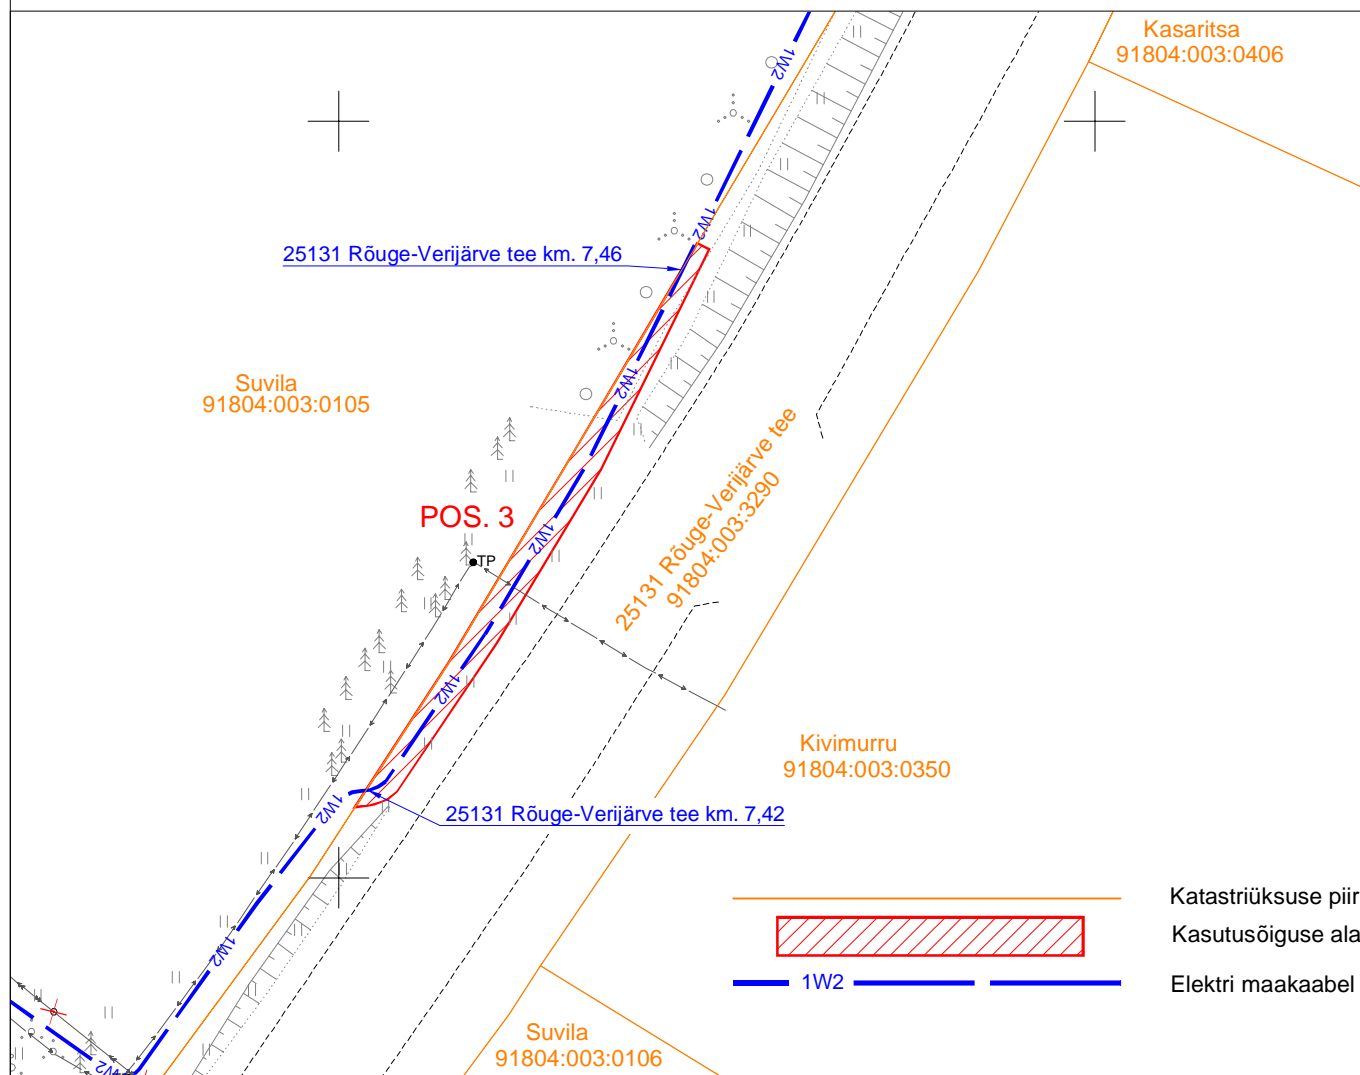 Kasaritsa
91804:003:0406
1W2
1W2
25131 Rõuge-Verijärve tee km. 7,46
Suvila
91804:003:0105
1W2
25131 Rõuge-Verijärve tee
91804:003:3290
POS. 3
1W2
TP
1W2
Kivimurru
91804:003:0350
1W2
25131 Rõuge-Verijärve tee km. 7,42
Katastriüksuse piir
Kasutusõiguse ala
1W2
Elektri maakaabel
1W2
Suvila
91804:003:0106
W2